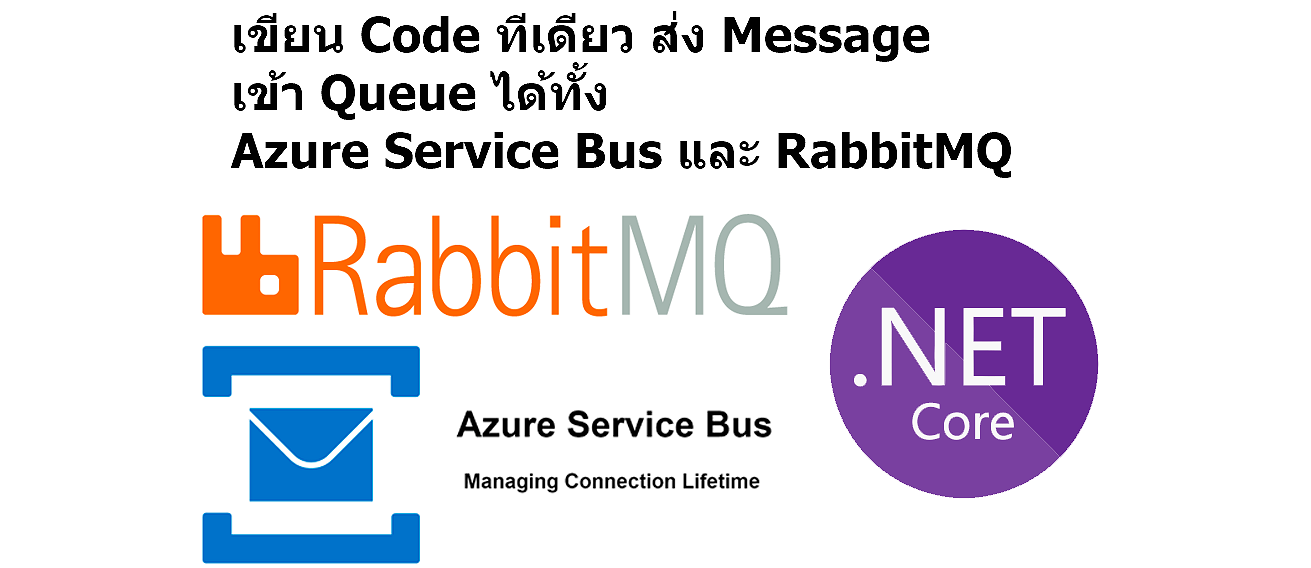 เขียน Code ทีเดียว ส่ง Message
เข้า Queue ได้ทั้ง
Azure Service Bus และ RabbitMQ
RabbitMQ
.NET
Core
Azure Service Bus
Managing Connection Lifetime